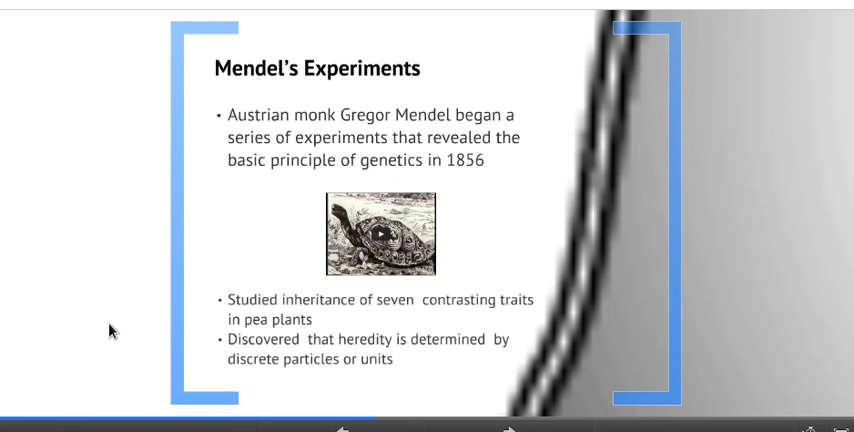 Mendel's Experiments
• Austrian monk Gregor Mendel began a
series of experiments that revealed the
basic principle of genetics in 1856
• Studied inheritance of seven contrasting traits
in pea plants
• Discovered that heredity is determined by
discrete particles or units